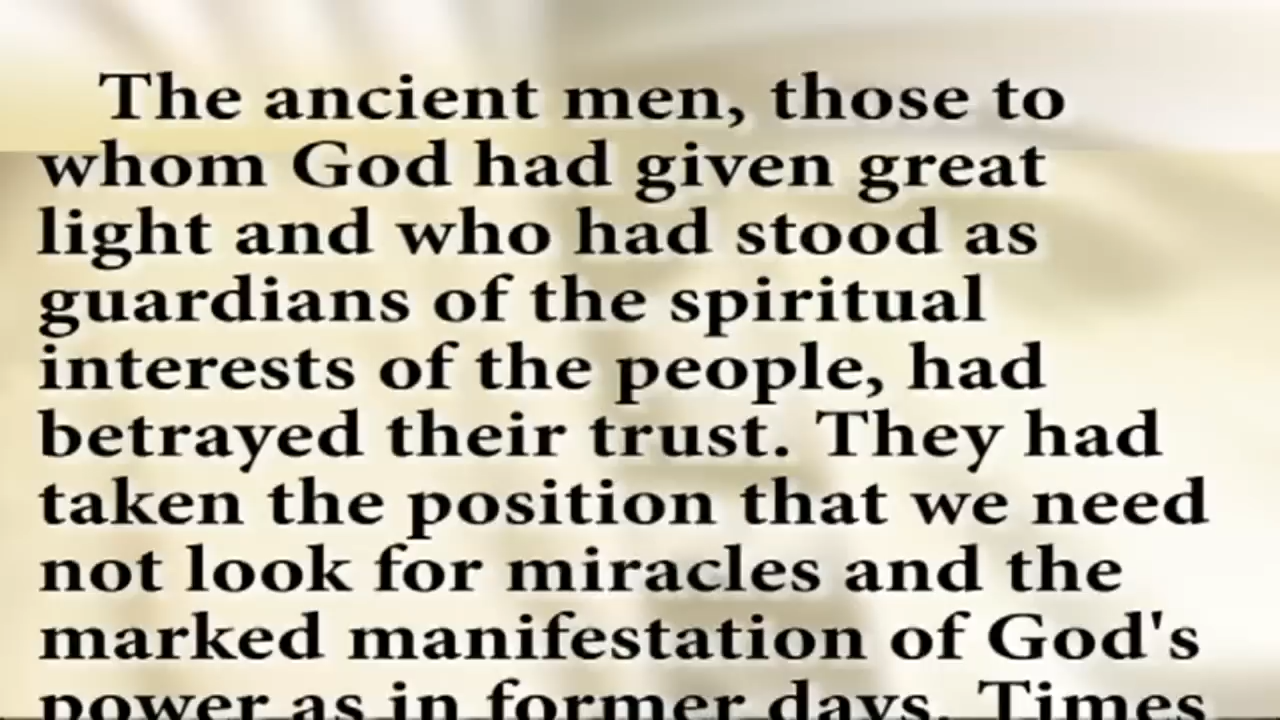 The ancient men, those to
whom God had given great
light and who had stood as
guardians of the spiritual
interests of the people, had
betrayed their trust. They had
taken the position that we need
not look for miracles and the
marked manifestation of God's
power as in former days. Times